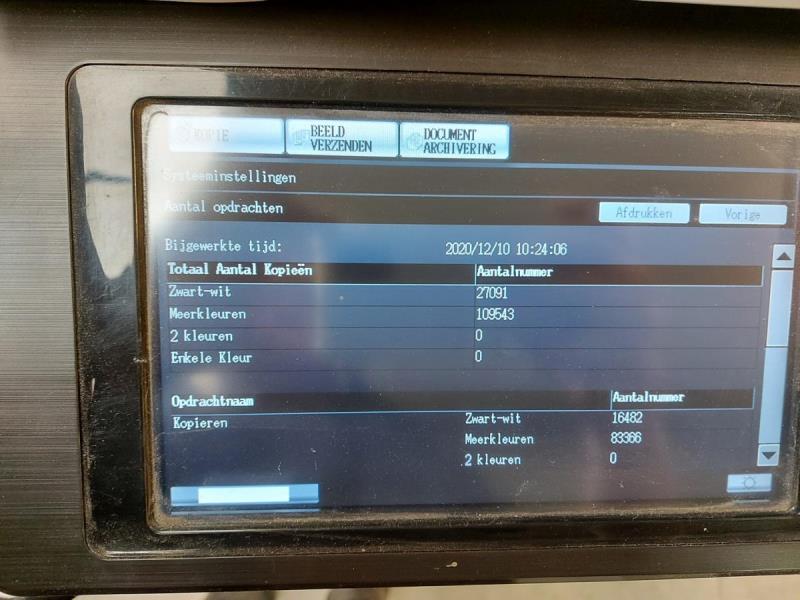 KOPIE
BEELD
VERZENDEN
DOCUMENT
ARCHIVERING
Systeeminstellingen
Aantal opdrachten
Afdrukken
Vorige
Bijgewerkte tijd: 2020/12/10 10:24:06
Totaal Aantal Kopieën Aantalnummer
Zwart-wit 27091
Meerkleuren 109543
2 kleuren 0
Enkele Kleur 0
Opdrachtnaam Aantalnummer
Kopieren Zwart-wit 16482
Meerkleuren 83366
2 kleuren 0